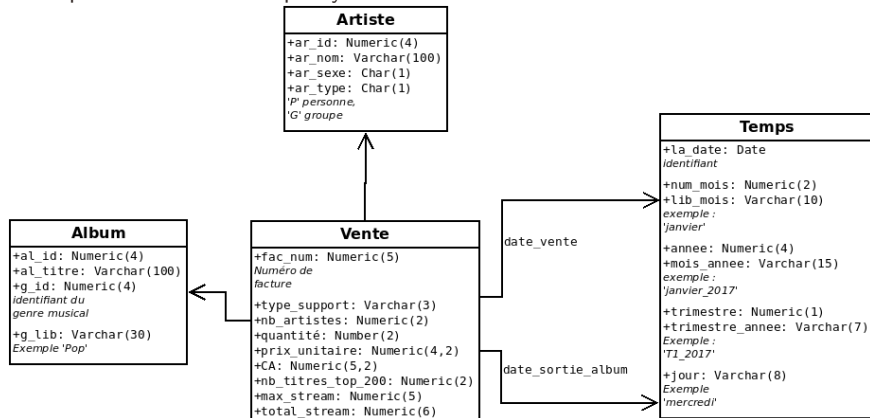 Artiste
+ar_id: Numeric(4)
+ar_nom: Varchar(100)
+ar_sexe: Char(1)
+ar_type: Char(1)
'P' personne,
'G' groupe
Temps
+la_date: Date
identifiant
+num_mois: Numeric(2)
+lib_mois: Varchar(10)
exemple :
'janvier'
+annee: Numeric(4)
+mois_annee: Varchar(15)
exemple :
'janvier_2017'
+trimestre: Numeric(1)
+trimestre_annee: Varchar(7)
Exemple :
'T1_2017'
+jour: Varchar(8)
Exemple
'mercredi'
Album
+al_id: Numeric(4)
+al_titre: Varchar(100)
+g_id: Numeric(4)
identifiant du
genre musical
+g_lib: Varchar(30)
Exemple 'Pop'
Vente
+fac_num: Numeric(5)
Numéro de
facture
+type_support: Varchar(3)
+nb_artistes: Numeric(2)
+quantité: Number(2)
+prix_unitaire: Numeric(4,2)
+CA: Numeric(5,2)
+nb_titres_top_200: Numeric(2)
+max_stream: Numeric(5)
+total_stream: Numeric(6)
date_vente
date_sortie_album